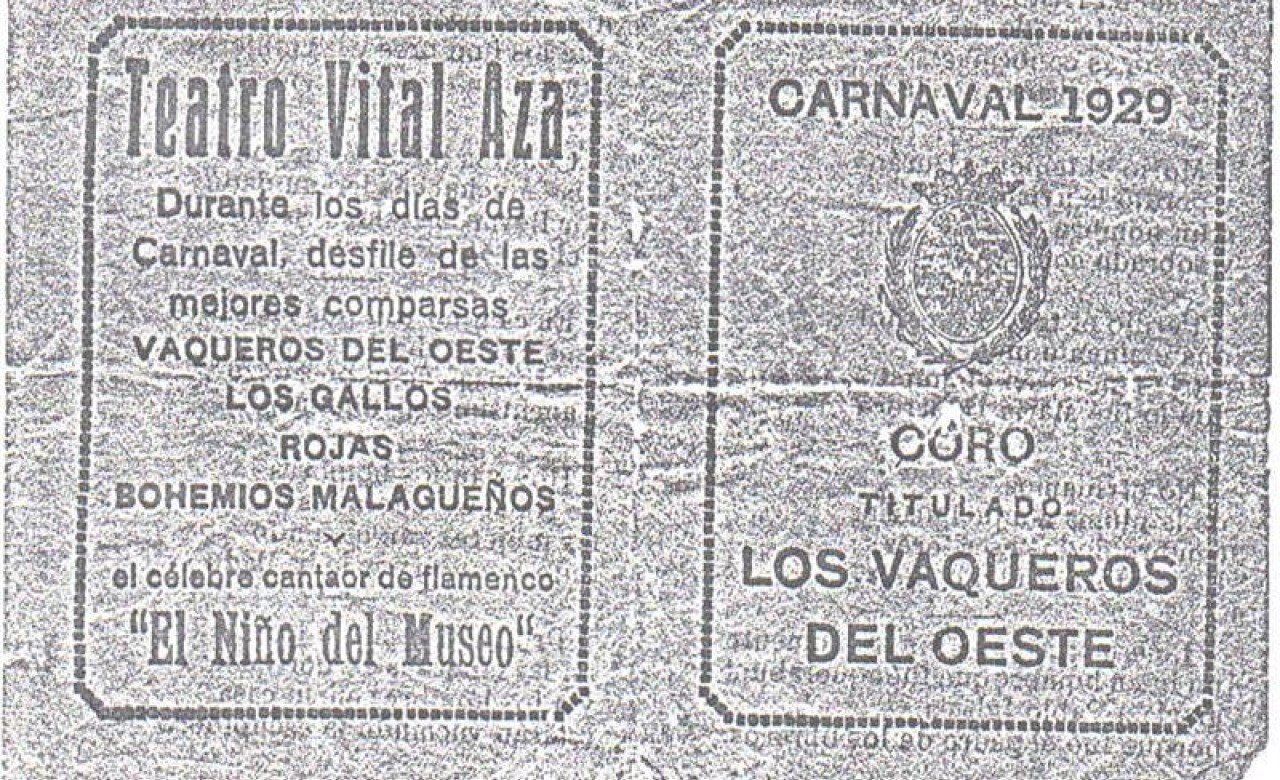 Teatro Vital Aza
Durante los días de
Carnaval, desfile de las
mejores comparsas
VAQUEROS DEL OESTE
LOS GALLOS
ROJAS
BOHEMIOS MALAGUEÑOS
Y
el célebre cantaor de flamenco
"El Niño del Museo"
CARNAVAL 1929
CORO
TITULADO
LOS VAQUEROS
DEL OESTE